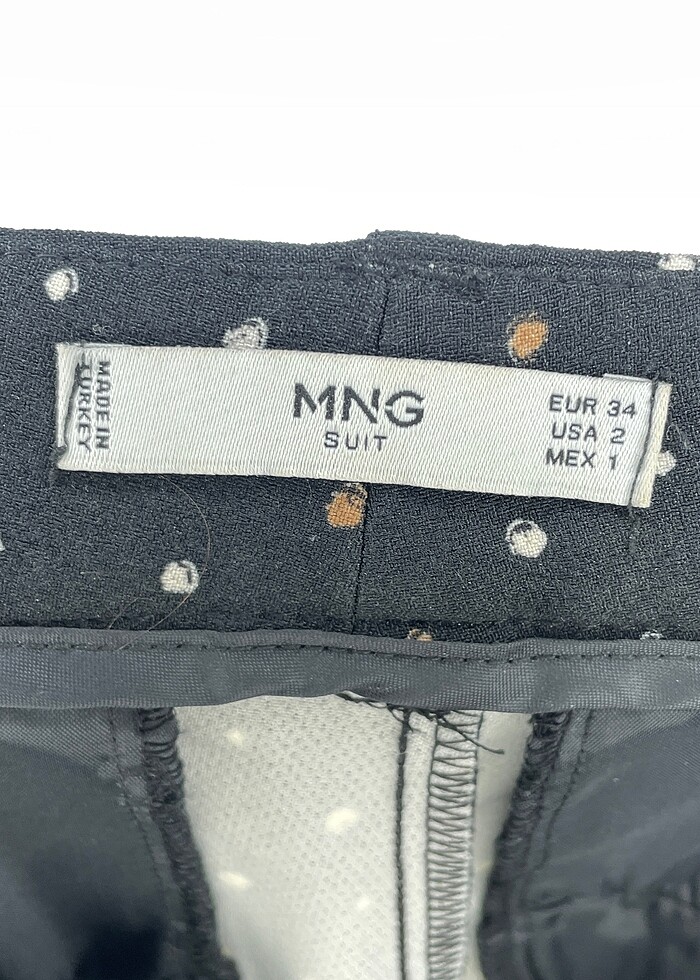 MADE IN
TURKEY
MNG
SUIT
EUR 34
USA 2
MEX 1